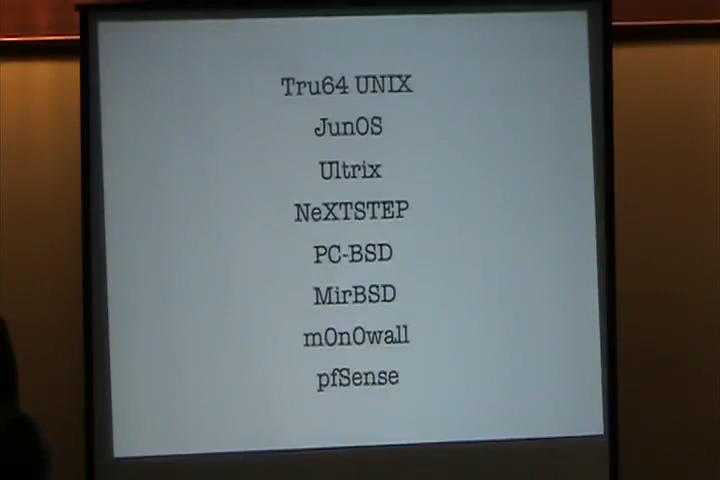 Tru64 UNIX
JunOS
Ultrix
NeXTSTEP
PC-BSD
MirBSD
m0n0wall
pfSense